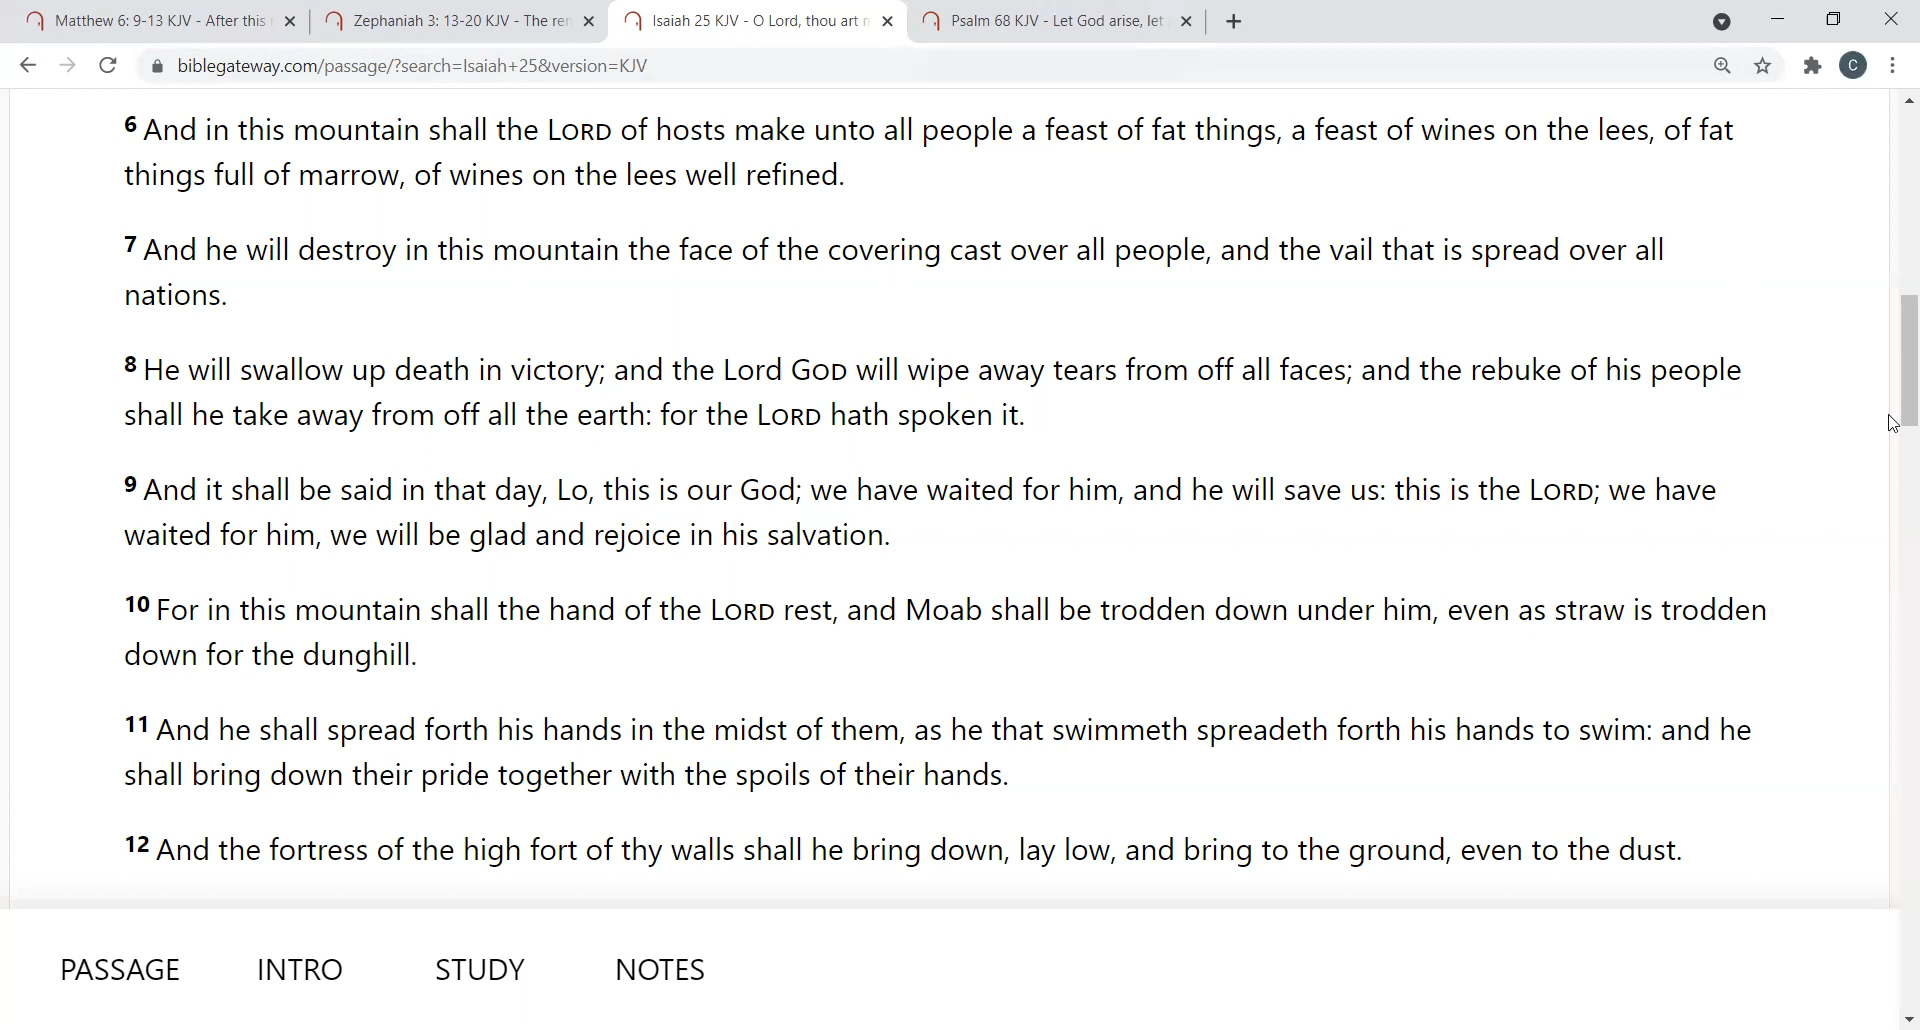 Matthew 6: 9-13 KJV - After this
Zephaniah 3: 13-20 KJV - The rem
Isaiah 25 KJV - O Lord, thou art
Psalm 68 KJV - Let God arise, let
C
biblegateway.com/passage/?search=Isaiah+25&version=KJV
6 And in this mountain shall the LORD of hosts make unto all people a feast of fat things, a feast of wines on the lees, of fat
things full of marrow, of wines on the lees well refined.
7 And he will destroy in this mountain the face of the covering cast over all people, and the vail that is spread over all
nations.
8 He will swallow up death in victory; and the Lord GOD will wipe away tears from off all faces; and the rebuke of his people
shall he take away from off all the earth: for the LORD hath spoken it.
9 And it shall be said in that day, Lo, this is our God; we have waited for him, and he will save us: this is the LORD; we have
waited for him, we will be glad and rejoice in his salvation.
10 For in this mountain shall the hand of the LORD rest, and Moab shall be trodden down under him, even as straw is trodden
down for the dunghill.
11 And he shall spread forth his hands in the midst of them, as he that swimmeth spreadeth forth his hands to swim: and he
shall bring down their pride together with the spoils of their hands.
12 And the fortress of the high fort of thy walls shall he bring down, lay low, and bring to the ground, even to the dust.
PASSAGE INTRO STUDY NOTES